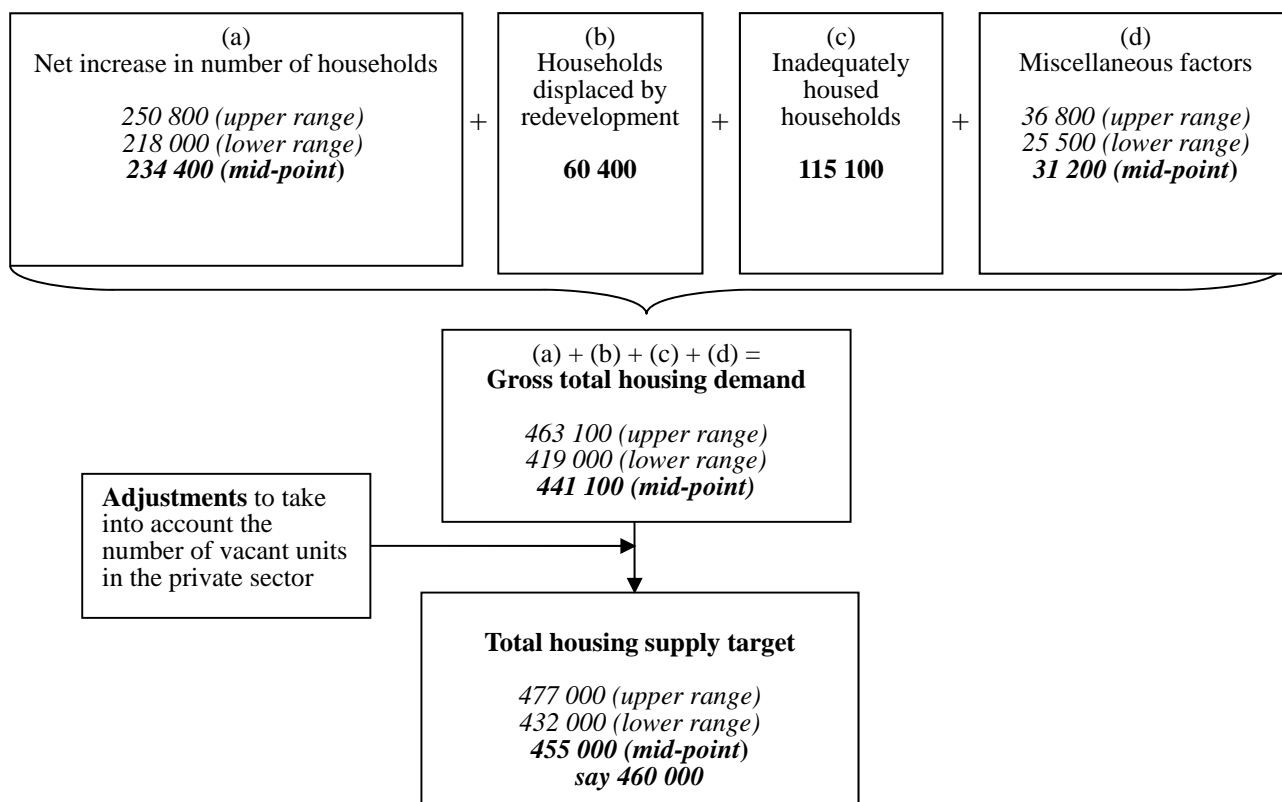 (a)
Net increase in number of households
250 800 (upper range)
218 000 (lower range)
234 400 (mid-point)
+
(b)
Households
displaced by
redevelopment
60 400
+
(c)
Inadequately
housed
households
115 100
+
(d)
Miscellaneous factors
36 800 (upper range)
25 500 (lower range)
31 200 (mid-point)
(a) + (b) + (c) + (d) =
Gross total housing demand
463 100 (upper range)
419 000 (lower range)
441 100 (mid-point)
Adjustments to take
into account the
number of vacant units
in the private sector
Total housing supply target
477 000 (upper range)
432 000 (lower range)
455 000 (mid-point)
say 460 000